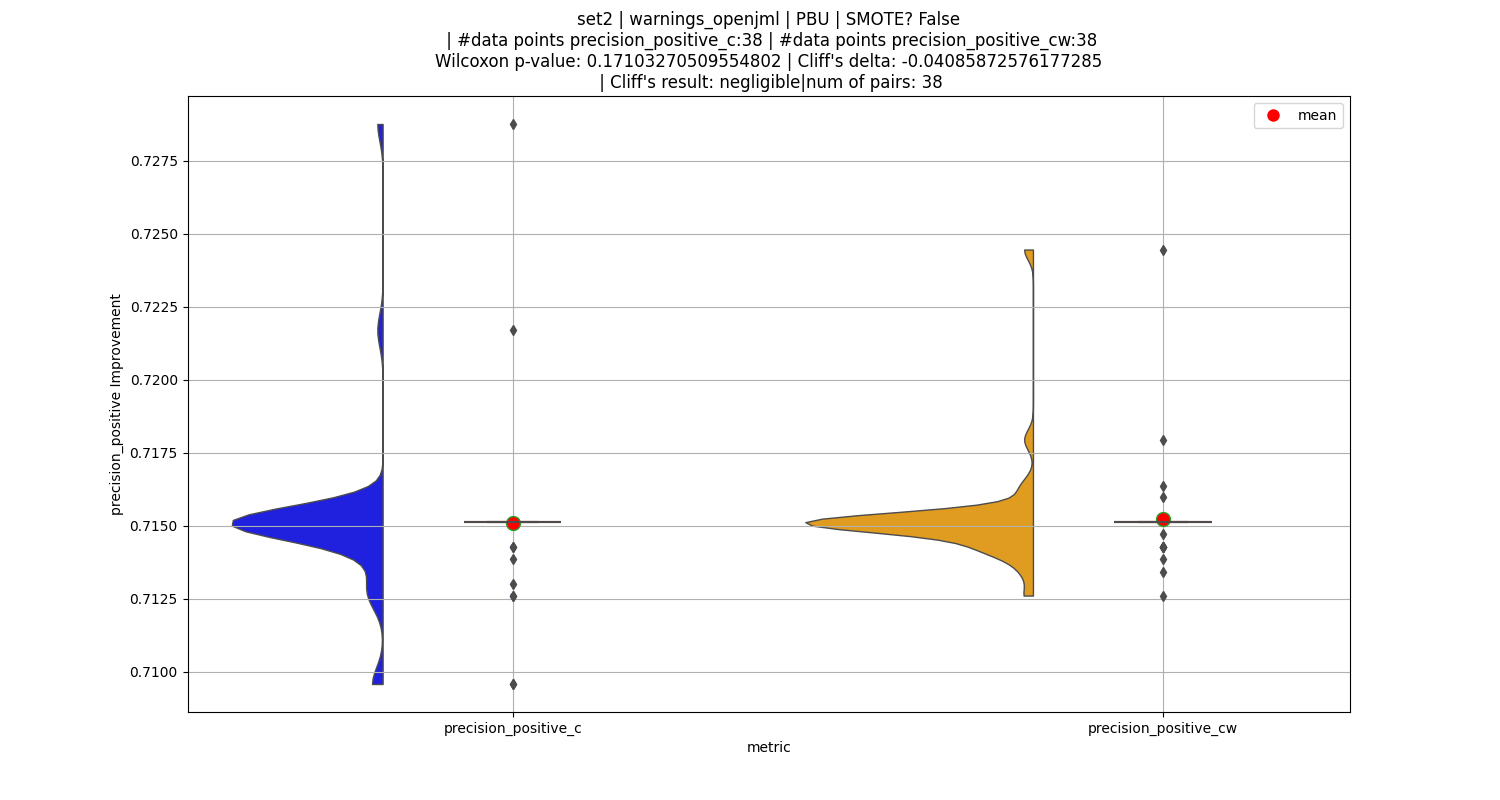 set2 | warnings_openjml | PBU | SMOTE? False
| #data points precision_positive_c:38 | #data points precision_positive_cw:38
Wilcoxon p-value: 0.17103270509554802 | Cliff's delta: -0.04085872576177285
| Cliff's result: negligible|num of pairs: 38
mean
0.7275
0.7250
0.7225
0.7200
0.7175
0.7150
0.7125
0.7100
precision_positive Improvement
precision_positive_c
precision_positive_cw
metric